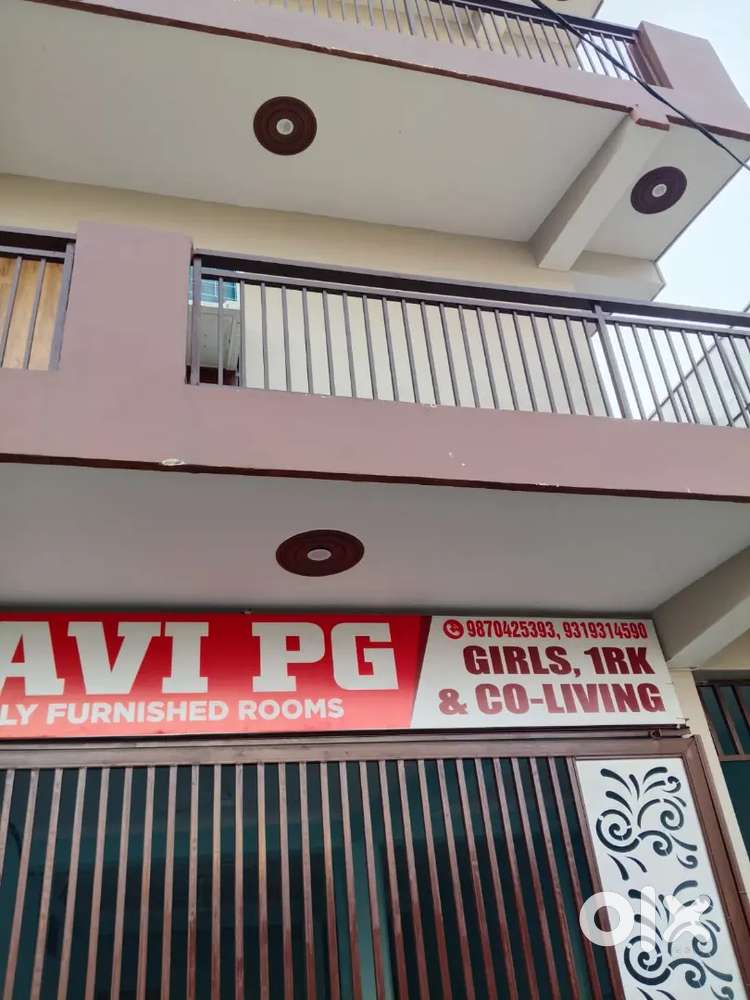 AVI PG
LY FURNISHED ROOMS
9870425393, 9319314590
GIRLS, 1RK
& CO-LIVING
olx